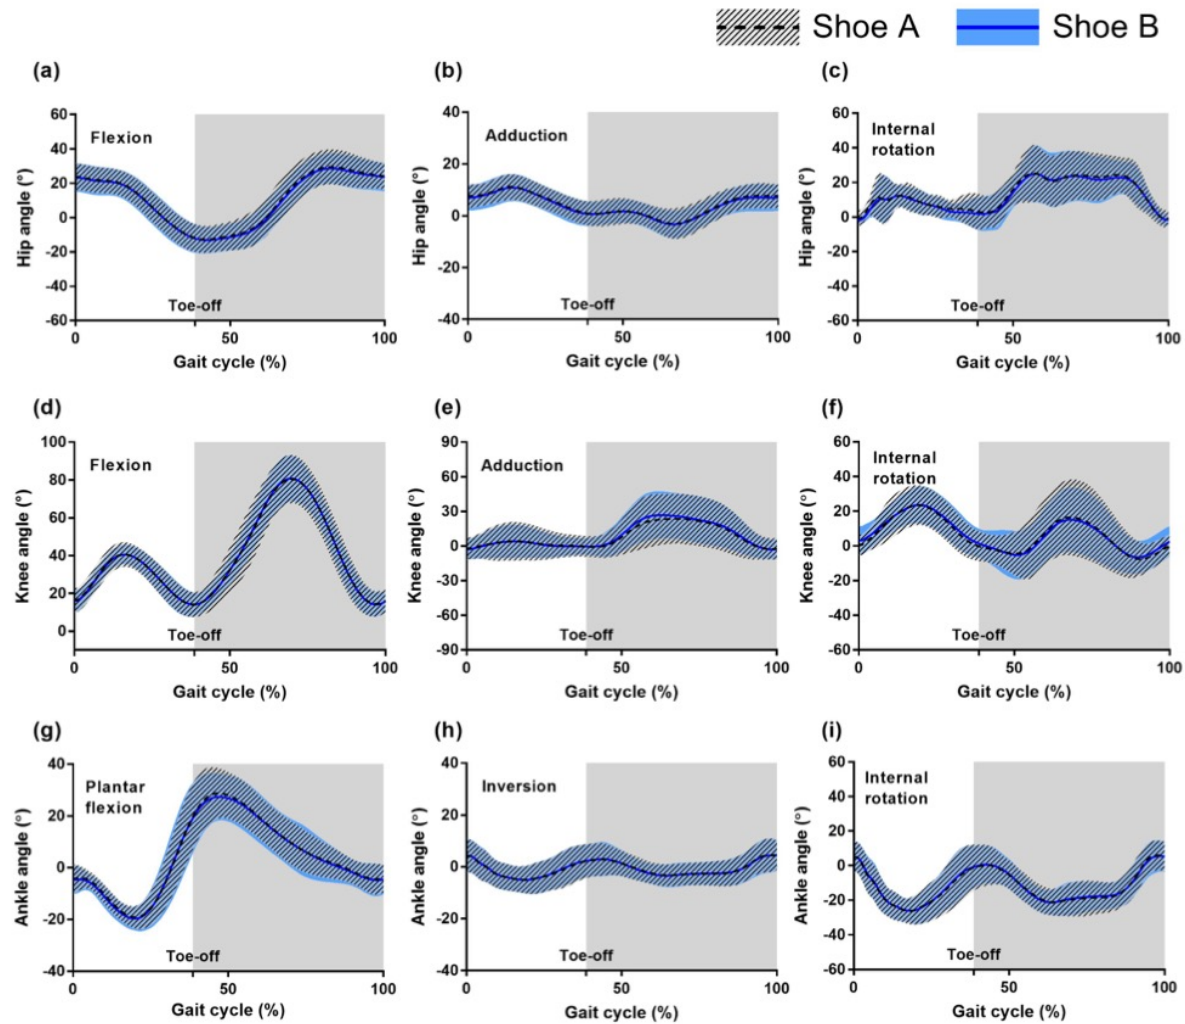 Shoe A Shoe B
(a) (b) (c)
60
40
20
0
-20
-40
-60
Hip angle (°)
Flexion
Toe-off
0 50 100
Gait cycle (%)
40
20
0
-20
-40
Hip angle (°)
Adduction
Toe-off
0 50 100
Gait cycle (%)
60
40
20
0
-20
-40
-60
Hip angle (°)
Internal
rotation
Toe-off
0 50 100
Gait cycle (%)
(d) (e) (f)
100
80
60
40
20
0
Knee angle (°)
Flexion
Toe-off
0 50 100
Gait cycle (%)
90
60
30
0
-30
-60
-90
Knee angle (°)
Adduction
Toe-off
0 50 100
Gait cycle (%)
60
40
20
0
-20
-40
-60
Knee angle (°)
Internal
rotation
Toe-off
0 50 100
Gait cycle (%)
(g) (h) (i)
40
20
0
-20
-40
Ankle angle (°)
Plantar
flexion
Toe-off
0 50 100
Gait cycle (%)
40
20
0
-20
-40
Ankle angle (°)
Inversion
Toe-off
0 50 100
Gait cycle (%)
60
40
20
0
-20
-40
-60
Ankle angle (°)
Internal
rotation
Toe-off
0 50 100
Gait cycle (%)